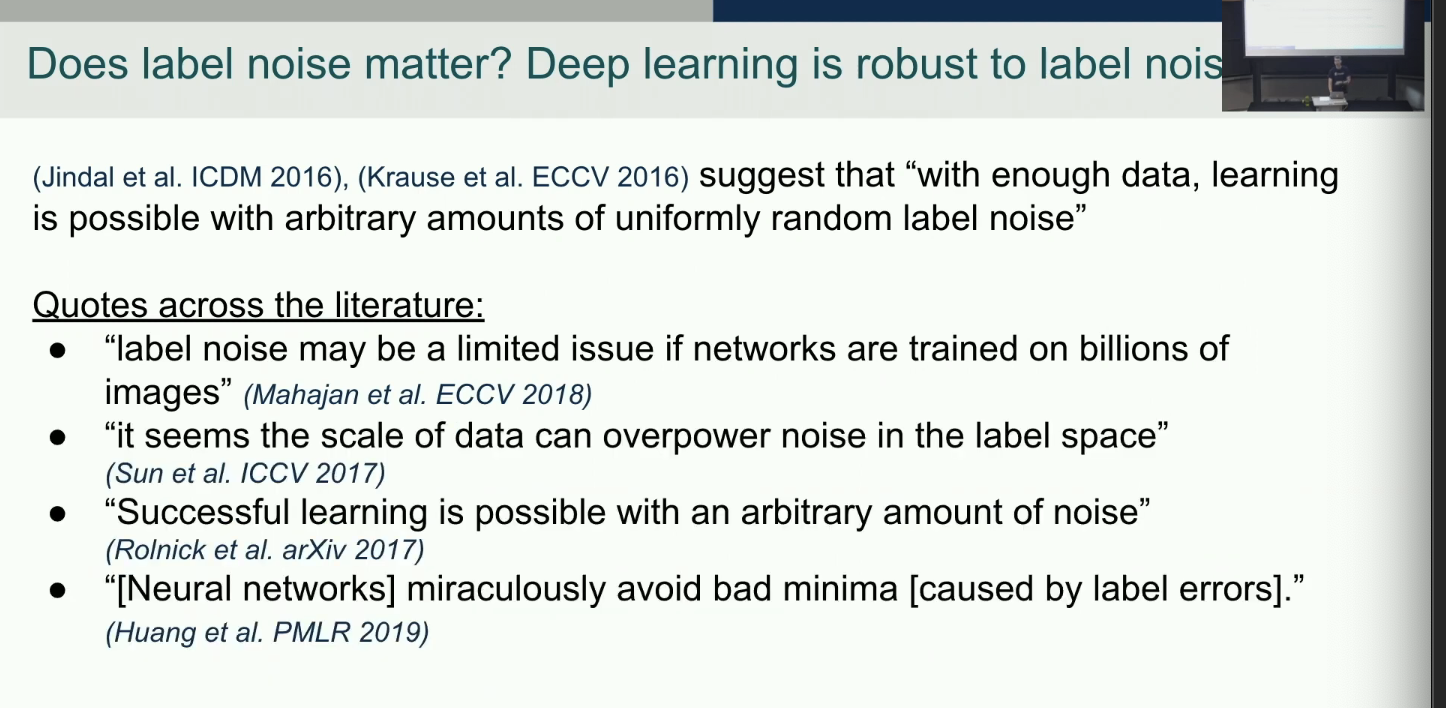 Does label noise matter? Deep learning is robust to label nois
(Jindal et al. ICDM 2016), (Krause et al. ECCV 2016) suggest that “with enough data, learning
is possible with arbitrary amounts of uniformly random label noise”
Quotes across the literature:
● “label noise may be a limited issue if networks are trained on billions of
images” (Mahajan et al. ECCV 2018)
● “it seems the scale of data can overpower noise in the label space”
(Sun et al. ICCV 2017)
● “Successful learning is possible with an arbitrary amount of noise”
(Rolnick et al. arXiv 2017)
● “[Neural networks] miraculously avoid bad minima [caused by label errors].”
(Huang et al. PMLR 2019)